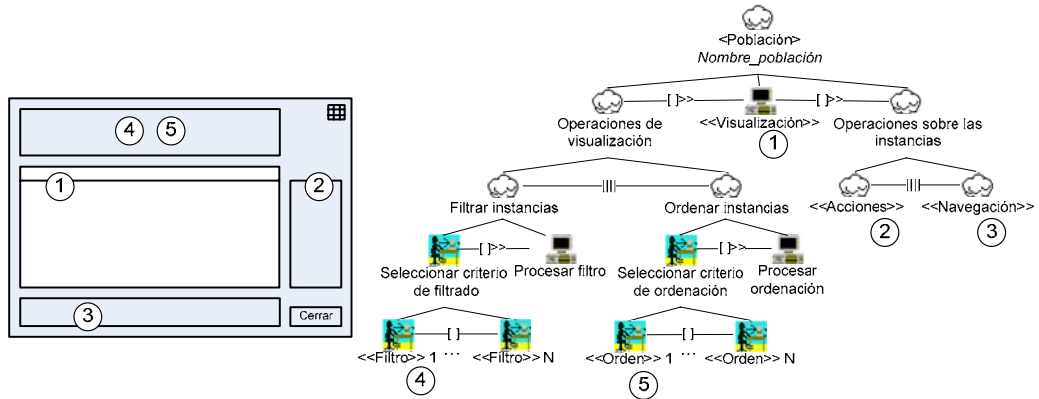 4 5
1
2
3
Cerrar
<Población>
Nombre_población
[ ]>> [ ]>>
Operaciones de
visualización
<<Visualización>>
1
Operaciones sobre las
instancias
||||
Filtrar instancias
Ordenar instancias
||||
<<Acciones>>
<<Navegación>>
2
3
[ ]>>
Seleccionar criterio
de filtrado
Procesar filtro
[ ]>>
Seleccionar criterio
de ordenación
Procesar
ordenación
[ ]
<<Filtro>> 1 ... <<Filtro>> N
4
[ ]
<<Orden>> 1 ... <<Orden>> N
5